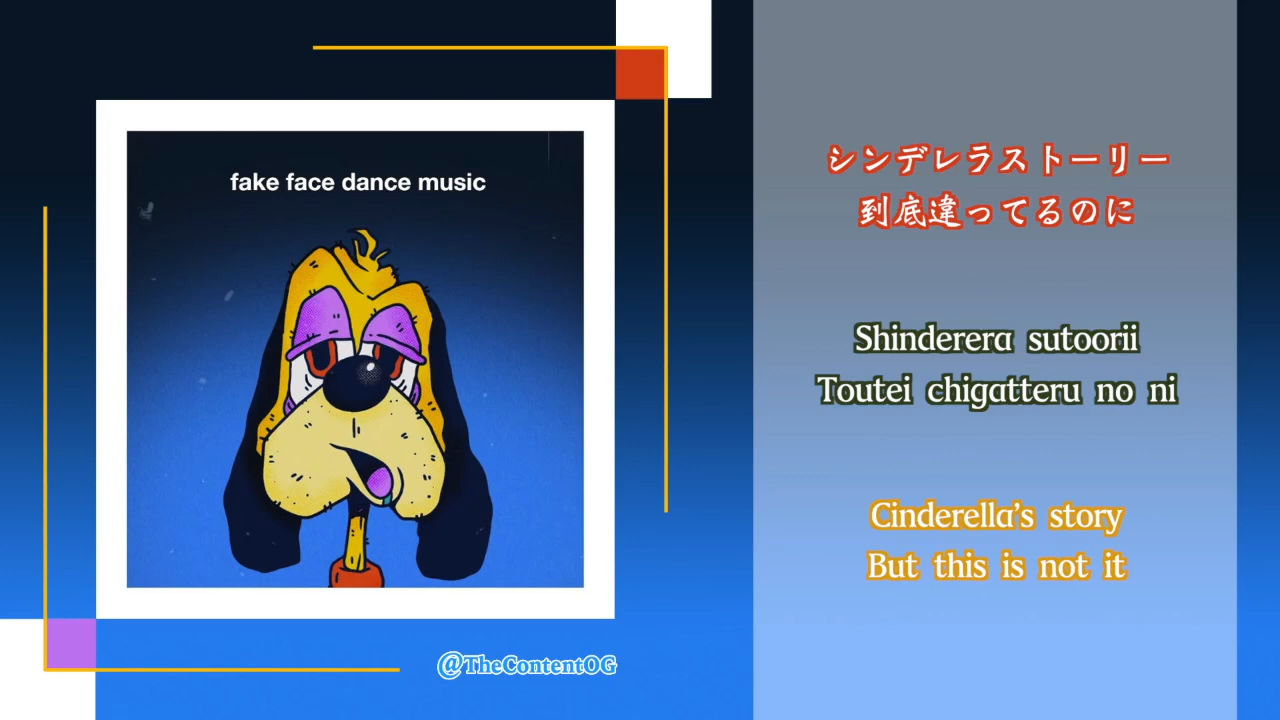 fake face dance music
シンデレラストーリー
到底違ってるのに
Shinderera sutoorii
Toutei chigatteru no ni
Cinderella's story
But this is not it
@TheContentOG